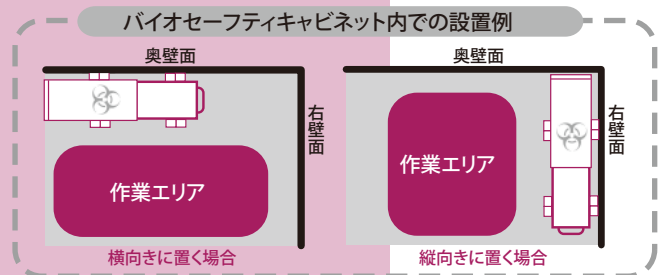 バイオセーフティキャビネット内での設置例
奥壁面
右壁面
作業エリア
横向きに置く場合
奥壁面
右壁面
作業エリア
縦向きに置く場合